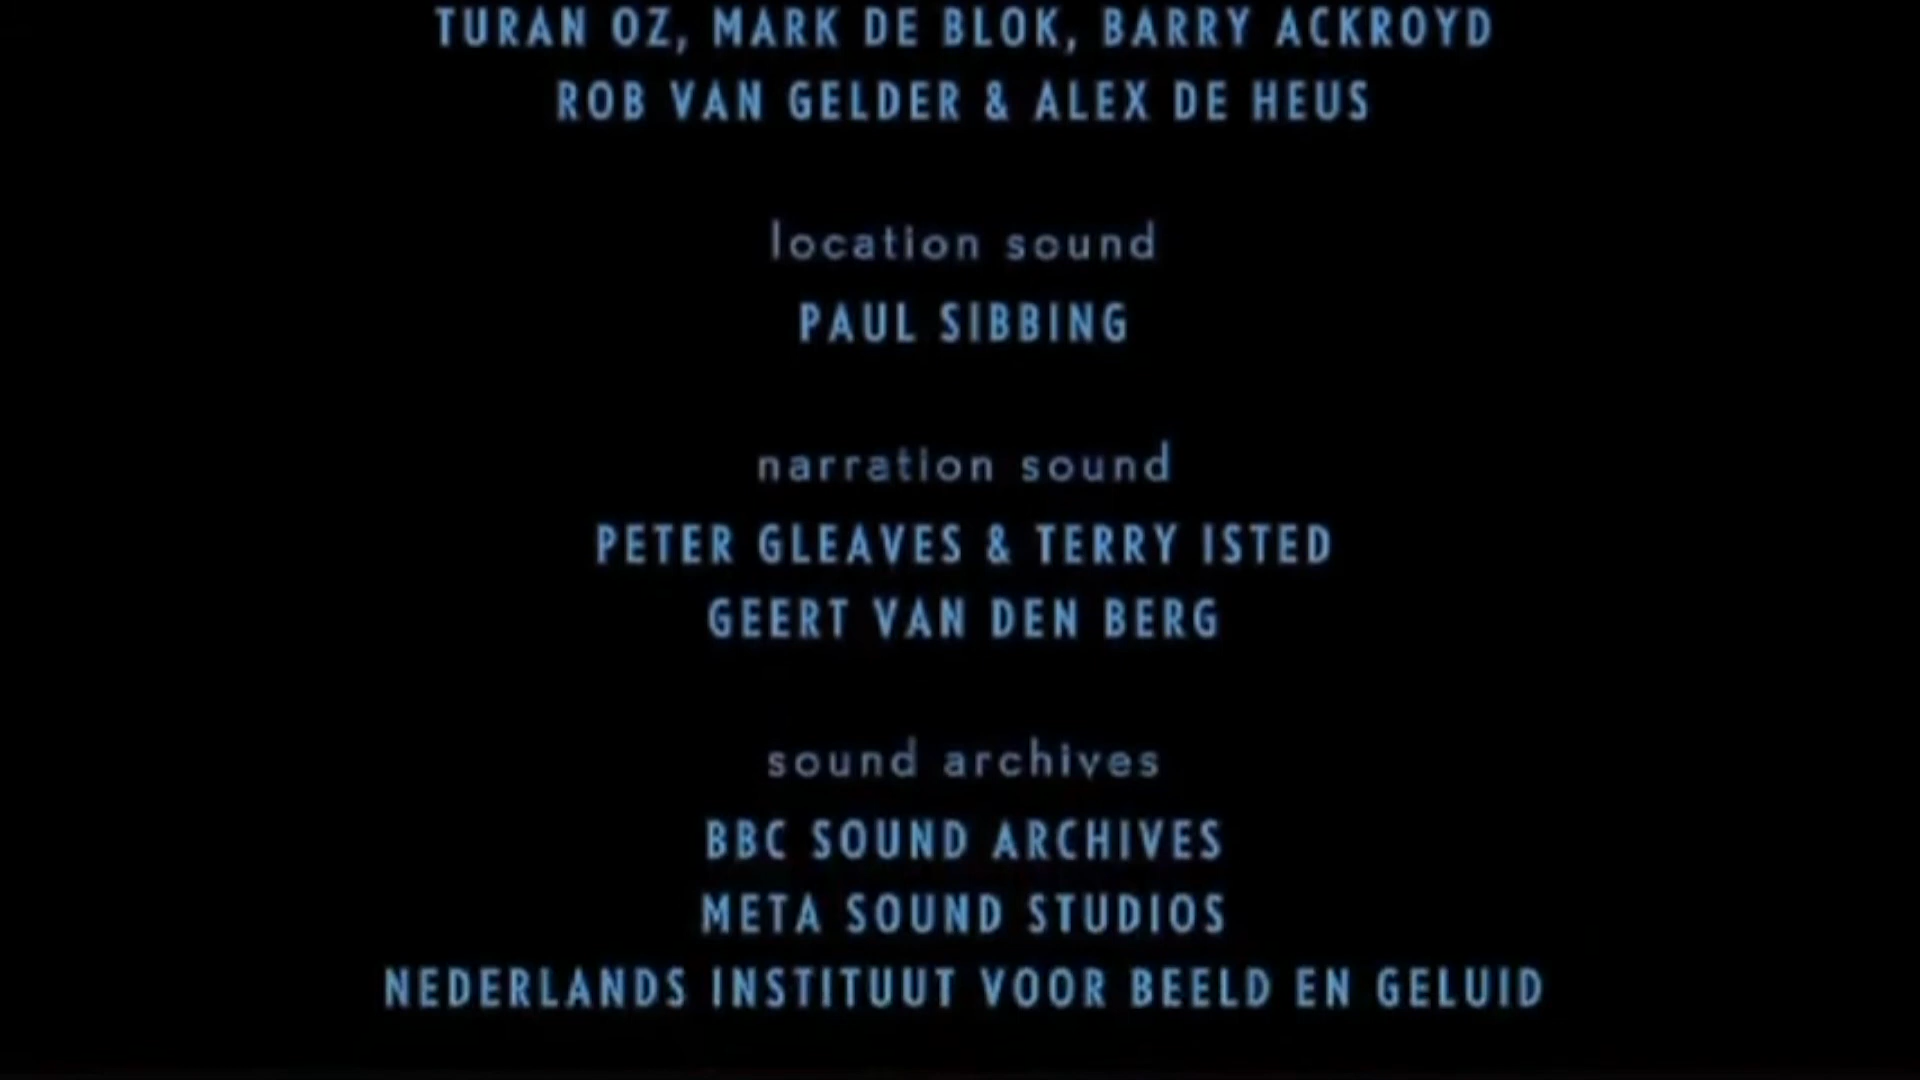 TURAN OZ, MARK DE BLOK, BARRY ACKROYD
ROB VAN GELDER & ALEX DE HEUS
location sound
PAUL SIBBING
narration sound
PETER GLEAVES & TERRY ISTED
GEERT VAN DEN BERG
sound archives
BBC SOUND ARCHIVES
META SOUND STUDIOS
NEDERLANDS INSTITUUT VOOR BEELD EN GELUID